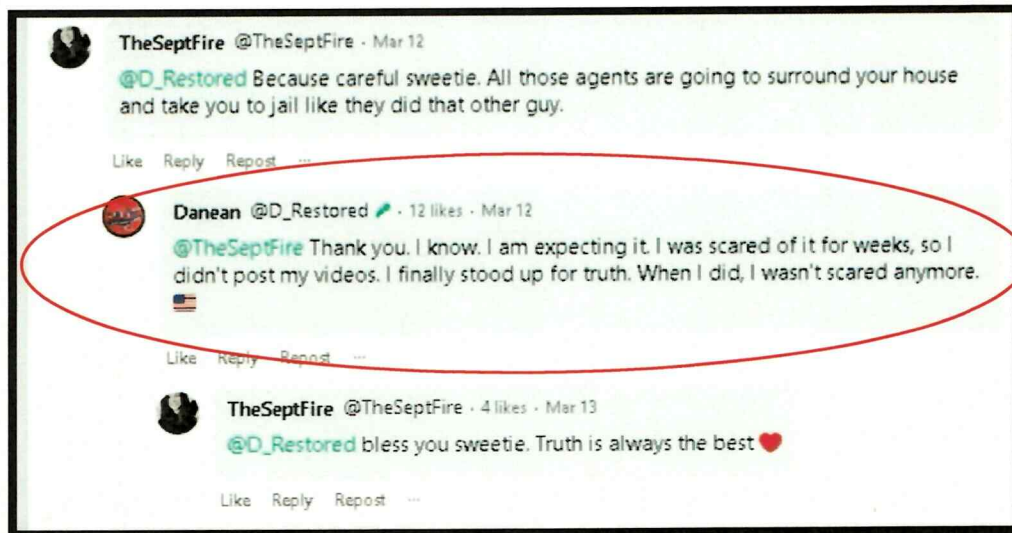 TheSeptFire @TheSeptFire · Mar 12
@D_Restored Because careful sweetie. All those agents are going to surround your house
and take you to jail like they did that other guy.
Like Reply Repost ...
Danean @D_Restored · 12 likes · Mar 12
@TheSeptFire Thank you. I know. I am expecting it. I was scared of it for weeks, so I
didn't post my videos. I finally stood up for truth. When I did, I wasn't scared anymore.
Like Reply Repost ...
TheSeptFire @TheSeptFire · 4 likes · Mar 13
@D_Restored bless you sweetie. Truth is always the best
Like Reply Repost ...